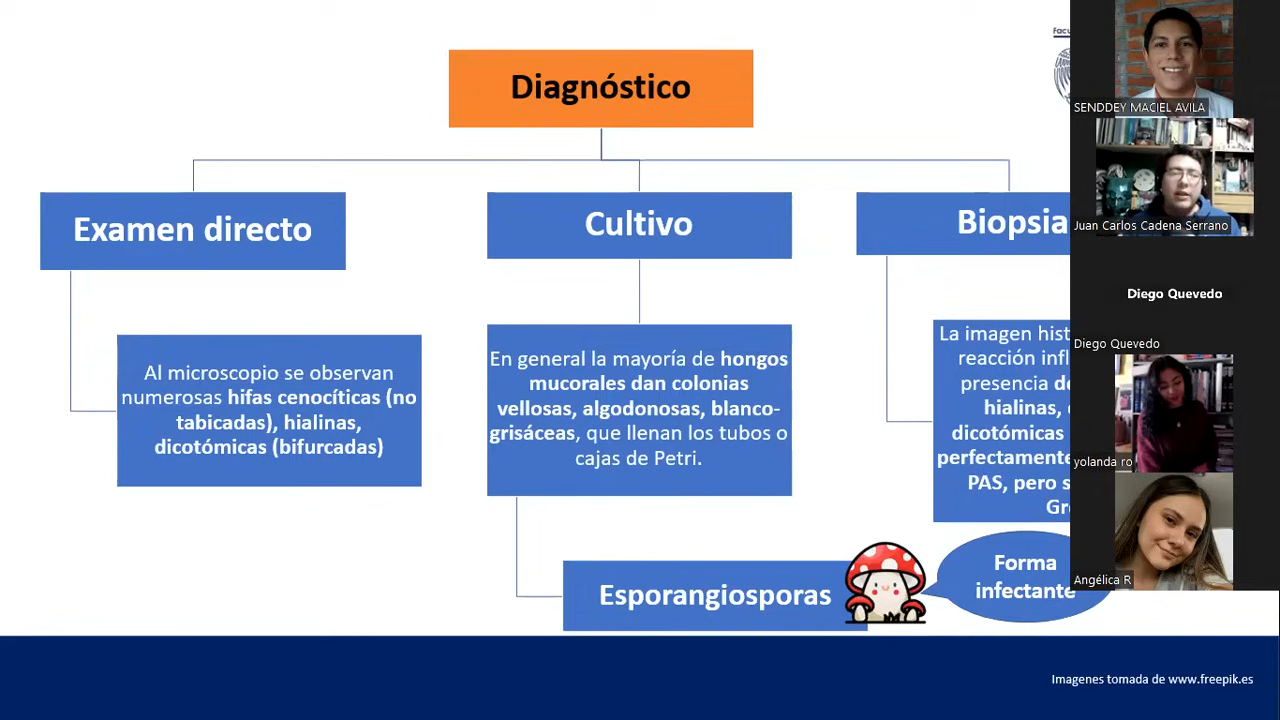 Diagnóstico
Examen directo
Al microscopio se observan
numerosas hifas cenocíticas (no
tabicadas), hialinas,
dicotómicas (bifurcadas)
Cultivo
En general la mayoría de hongos
mucorales dan colonias
vellosas, algodonosas, blanco-
grisáceas, que llenan los tubos o
cajas de Petri.
Esporangiosporas
Forma
infectante
Biopsia
La imagen
reacción
presencia
hialinas,
dicotómicas
perfectamente
PAS, pero
SENDDEY MACIEL AVILA
Juan Carlos Cadena Serrano
Diego Quevedo
Diego Quevedo
yolanda ro
Angélica R
Imagenes tomada de www.freepik.es